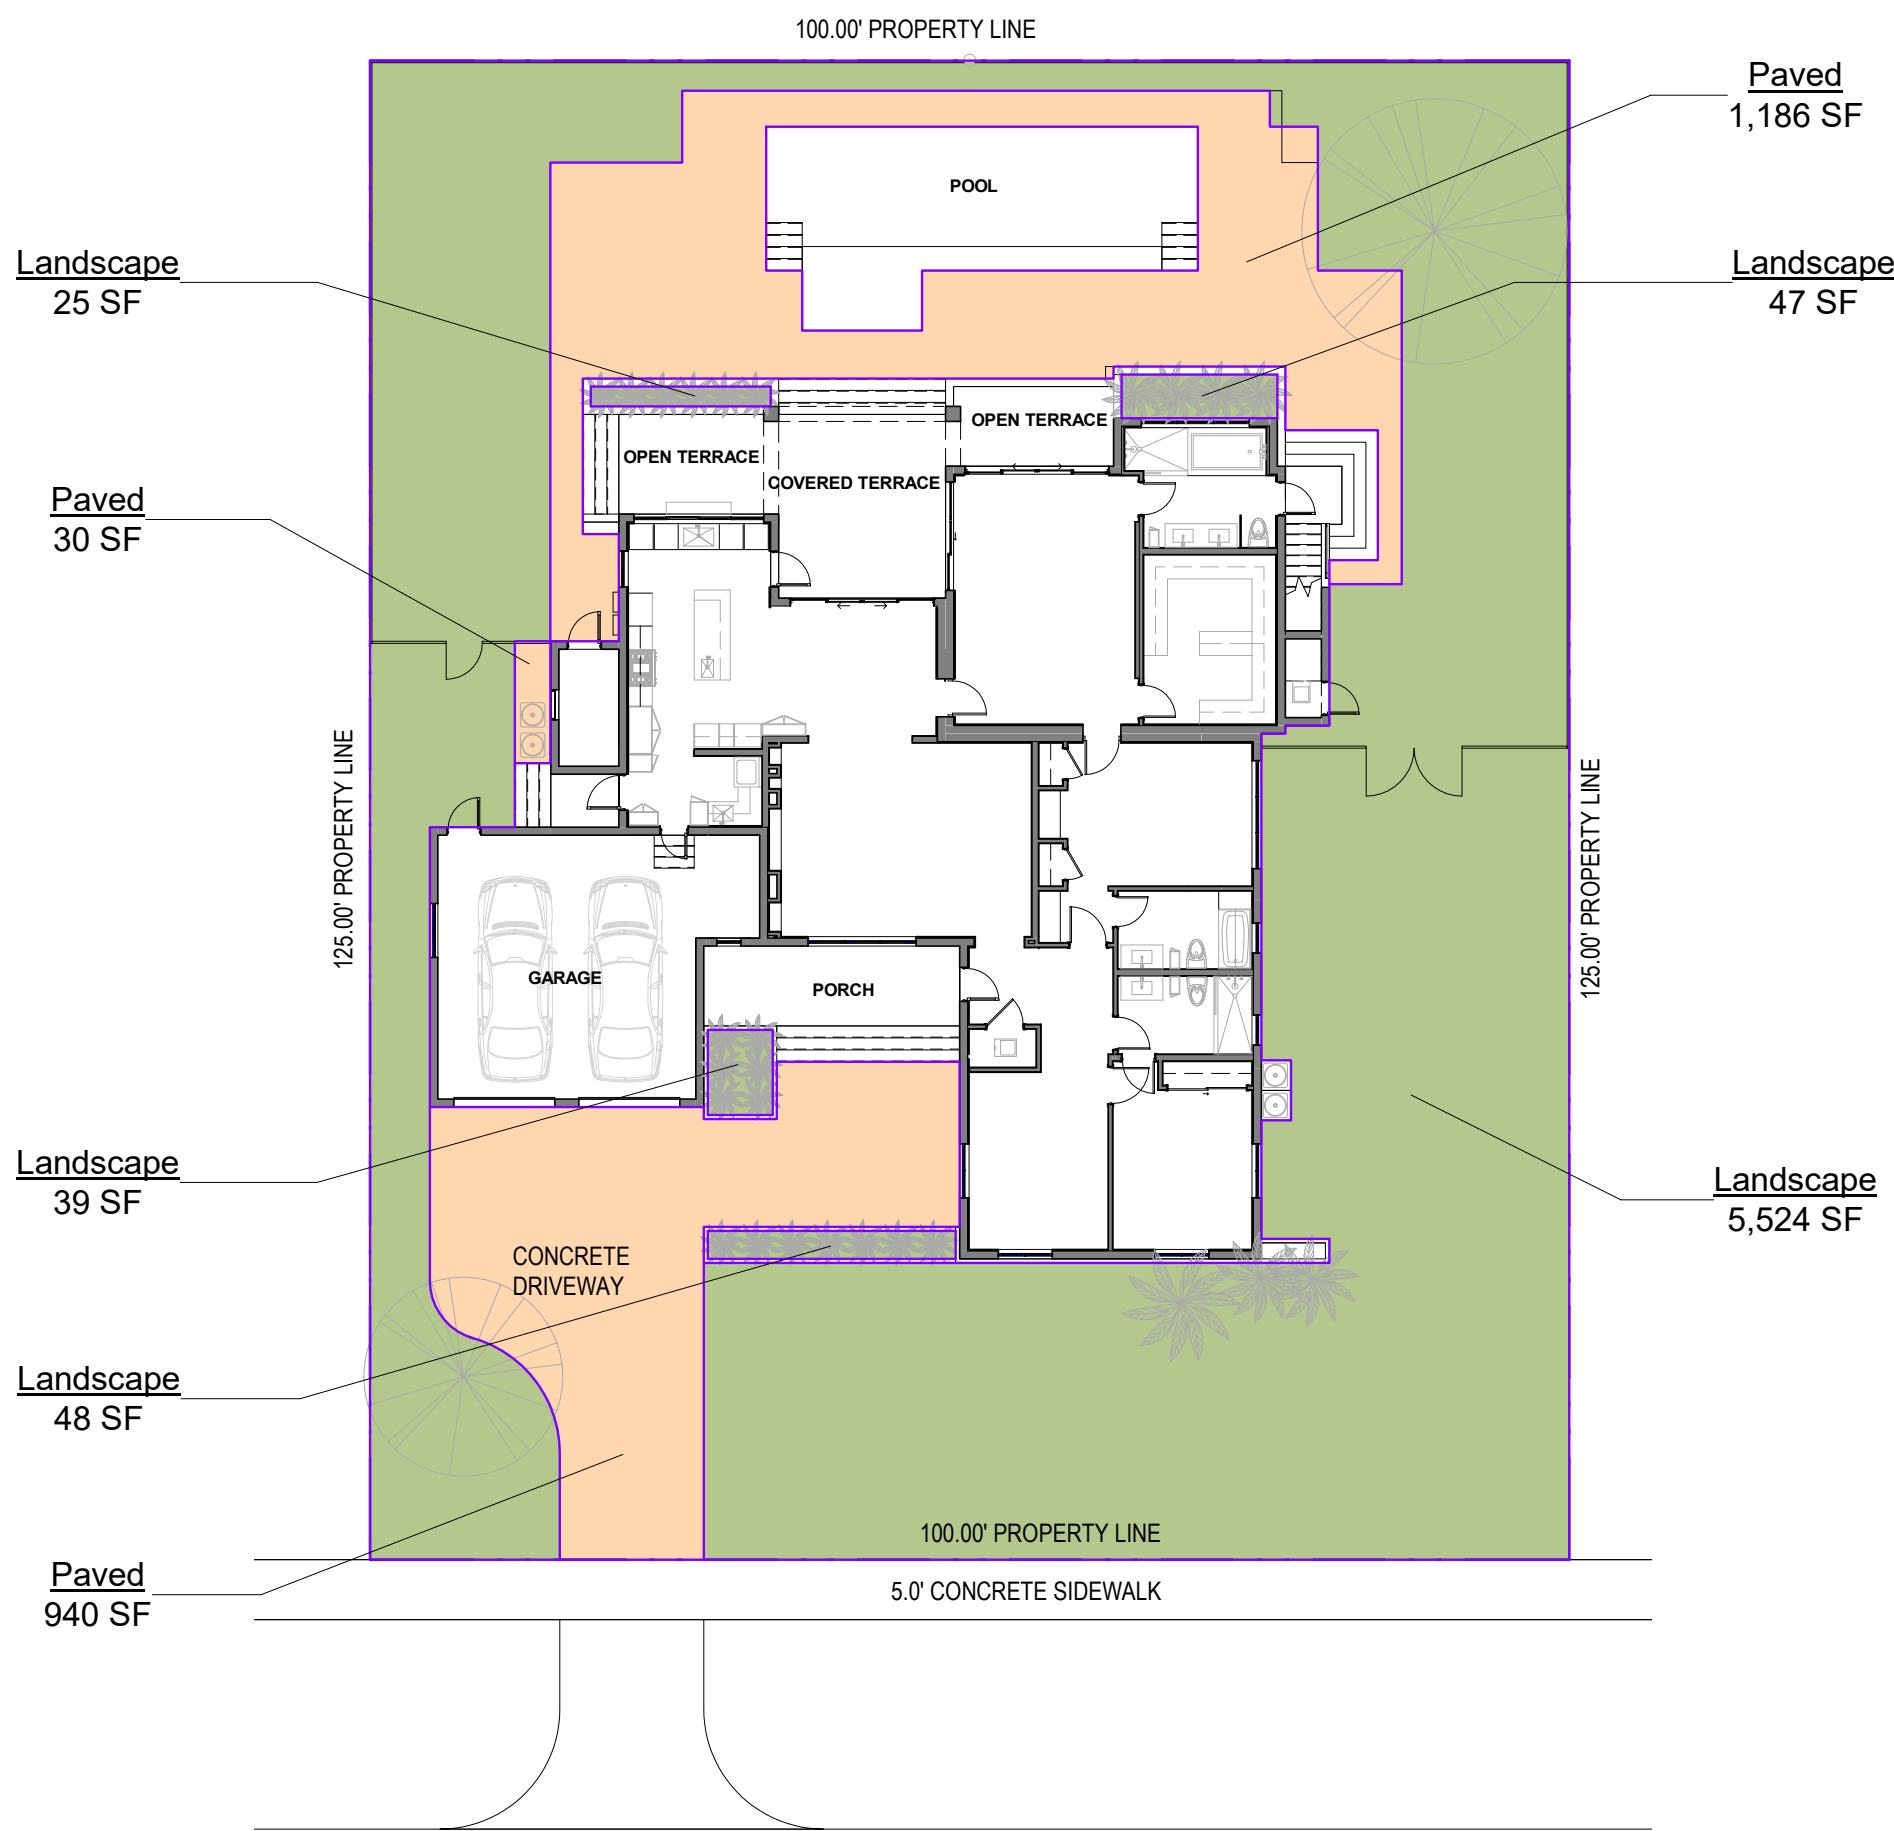 100.00' PROPERTY LINE
Paved
1,186 SF
POOL
Landscape
25 SF
Landscape
47 SF
OPEN TERRACE
OPEN TERRACE
COVERED TERRACE
Paved
30 SF
125.00' PROPERTY LINE
125.00' PROPERTY LINE
GARAGE
PORCH
Landscape
39 SF
Landscape
5,524 SF
CONCRETE
DRIVEWAY
Landscape
48 SF
100.00' PROPERTY LINE
Paved
940 SF
5.0' CONCRETE SIDEWALK